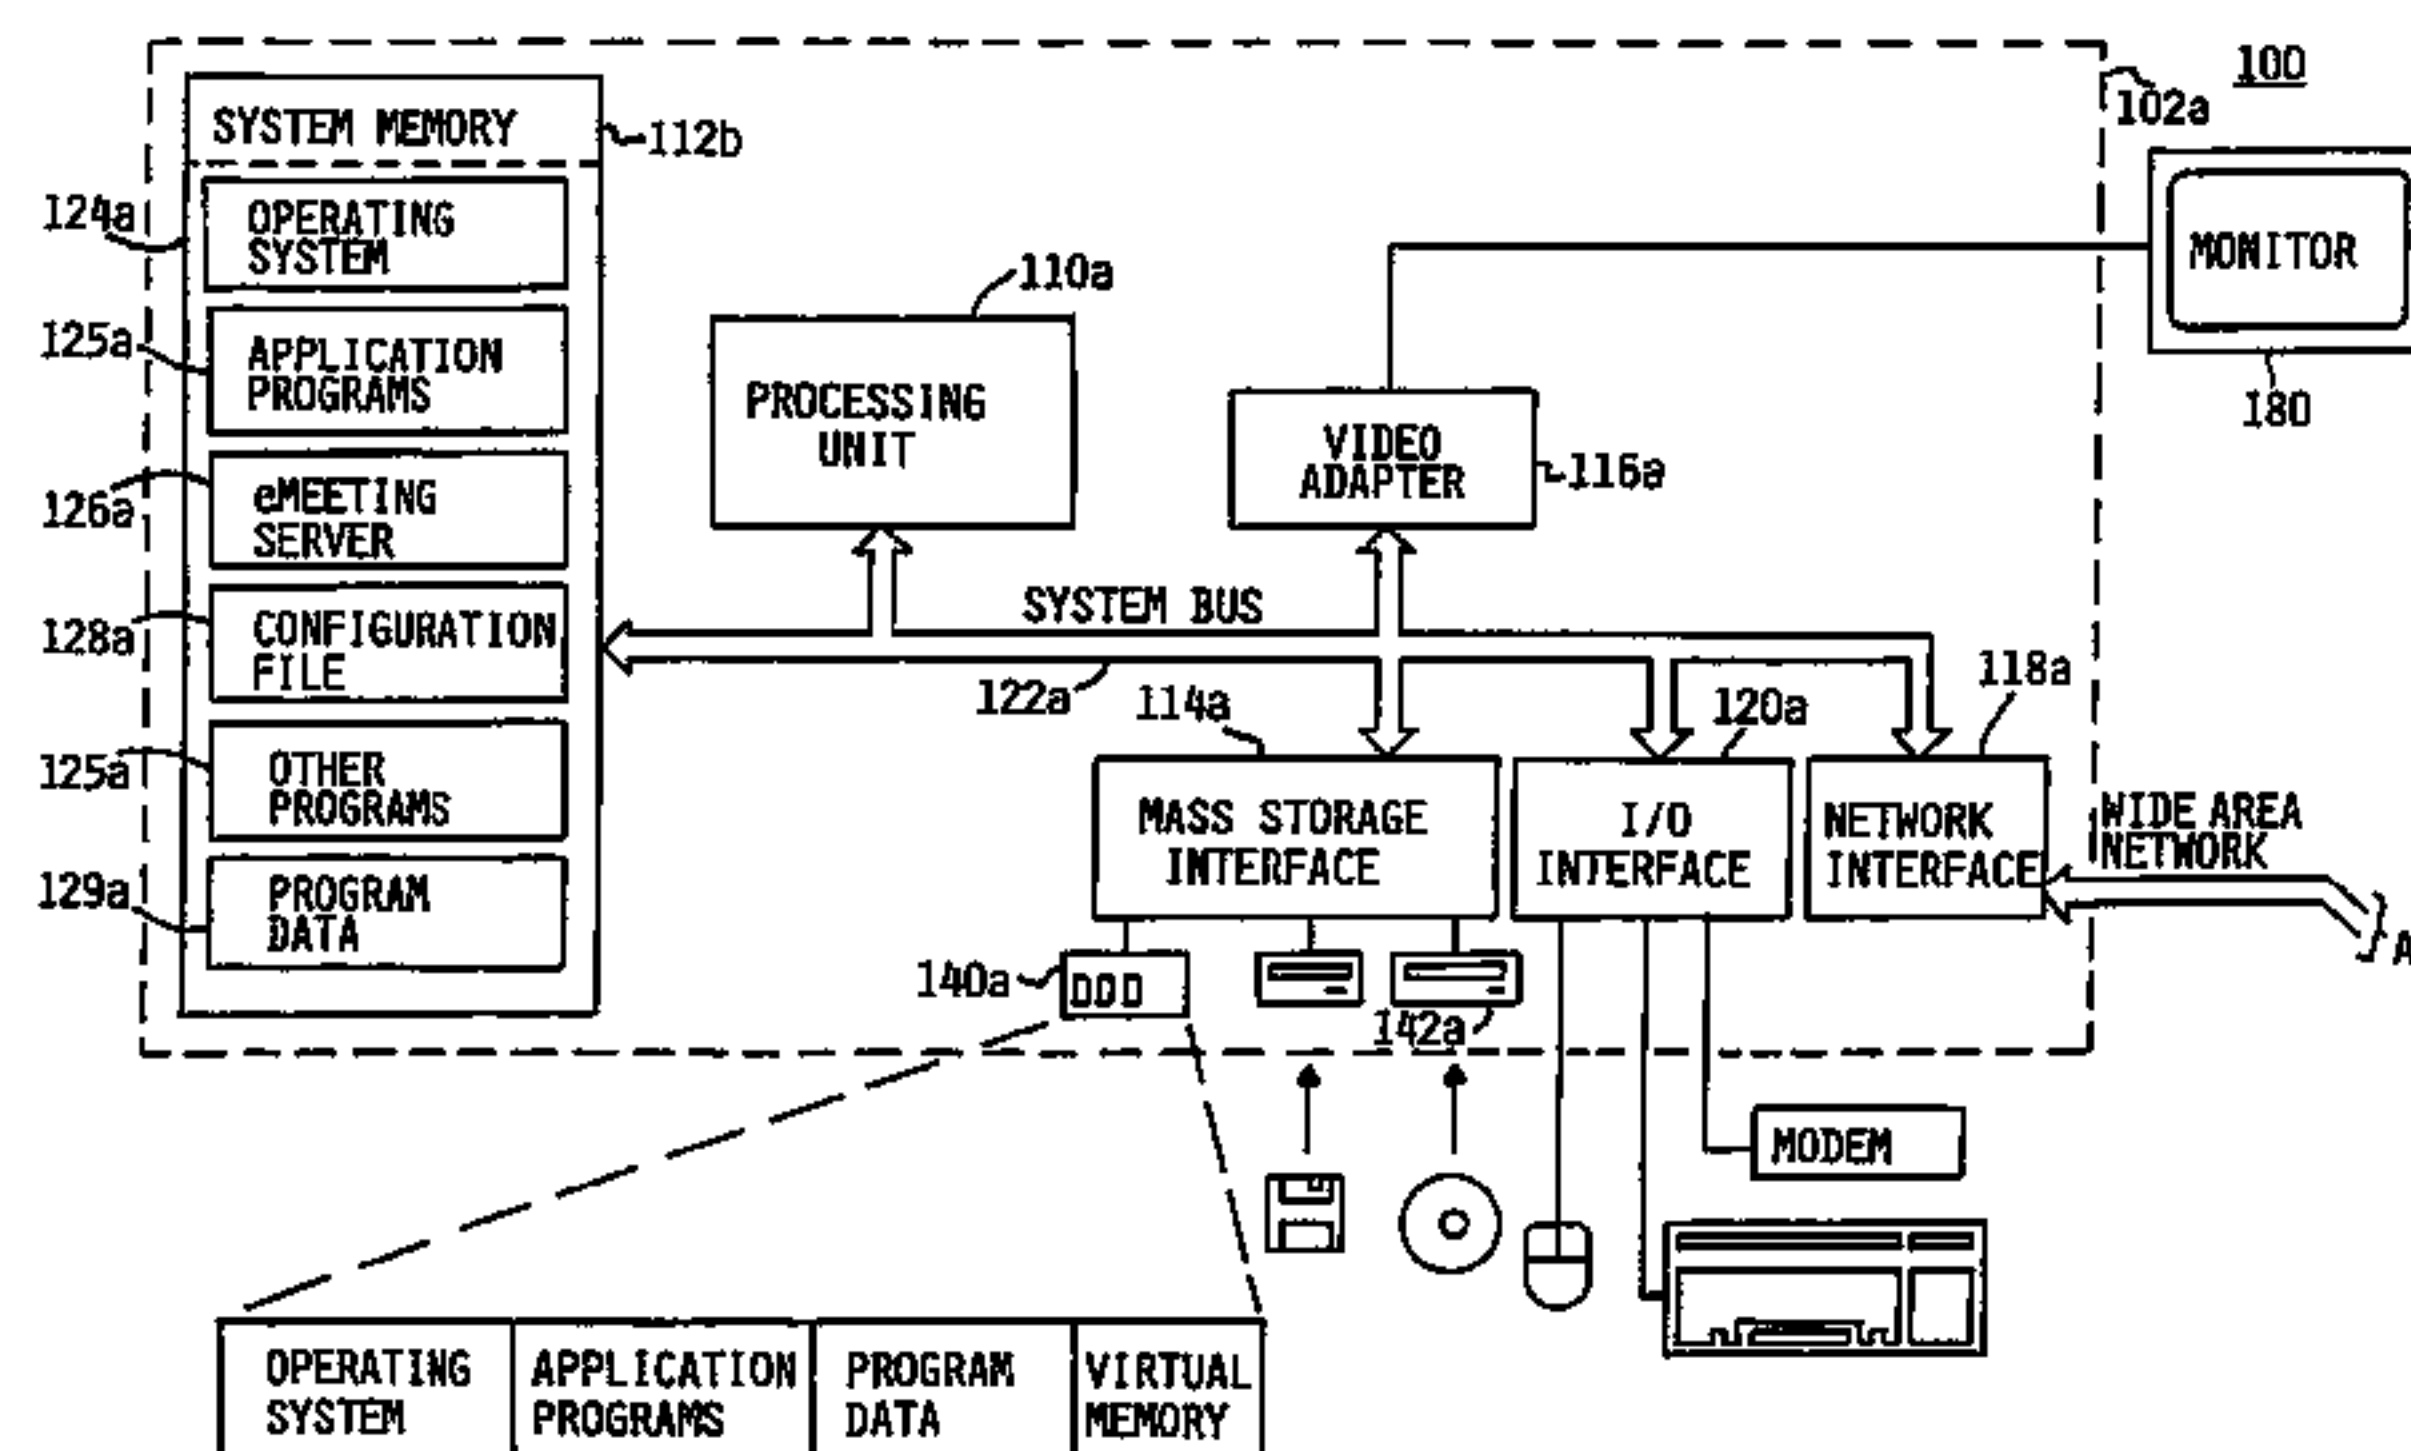 100
102a
SYSTEM MEMORY
112b
124a
OPERATING
SYSTEM
MONITOR
180
110a
125a
APPLICATION
PROGRAMS
PROCESSING
UNIT
VIDEO
ADAPTER
116a
126a
eMEETING
SERVER
SYSTEM BUS
128a
CONFIGURATION
FILE
122a
114a
120a
118a
125a
OTHER
PROGRAMS
MASS STORAGE
INTERFACE
I/O
INTERFACE
NETWORK
INTERFACE
WIDE AREA
NETWORK
A
129a
PROGRAM
DATA
140a
142a
MODEM
OPERATING
SYSTEM
APPLICATION
PROGRAMS
PROGRAM
DATA
VIRTUAL
MEMORY